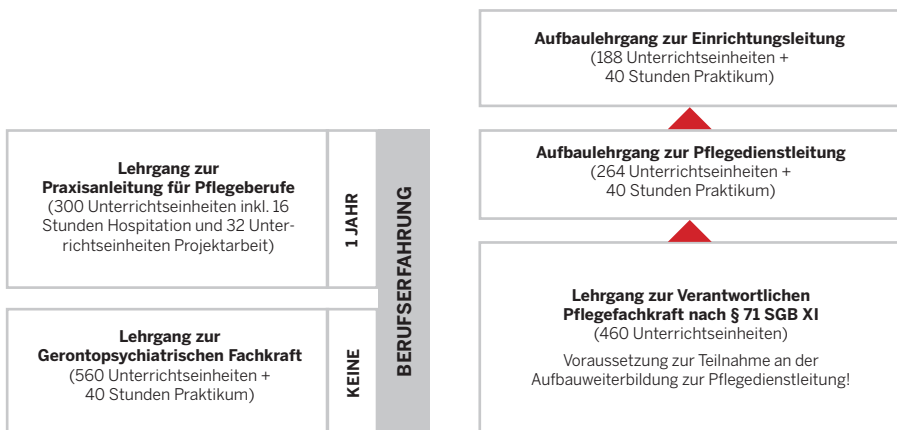 Aufbaulehrgang zur Einrichtungsleitung
(188 Unterrichtseinheiten +
40 Stunden Praktikum)
Lehrgang zur
Praxisanleitung für Pflegeberufe
(300 Unterrichtseinheiten inkl. 16
Stunden Hospitation und 32 Unter-
richtseinheiten Projektarbeit)
1 JAHR
BERUFSERFAHRUNG
Aufbaulehrgang zur Pflegedienstleitung
(264 Unterrichtseinheiten +
40 Stunden Praktikum)
Lehrgang zur
Gerontopsychiatrischen Fachkraft
(560 Unterrichtseinheiten +
40 Stunden Praktikum)
KEINE
Lehrgang zur Verantwortlichen
Pflegefachkraft nach § 71 SGB XI
(460 Unterrichtseinheiten)
Voraussetzung zur Teilnahme an der
Aufbauweiterbildung zur Pflegedienstleitung!